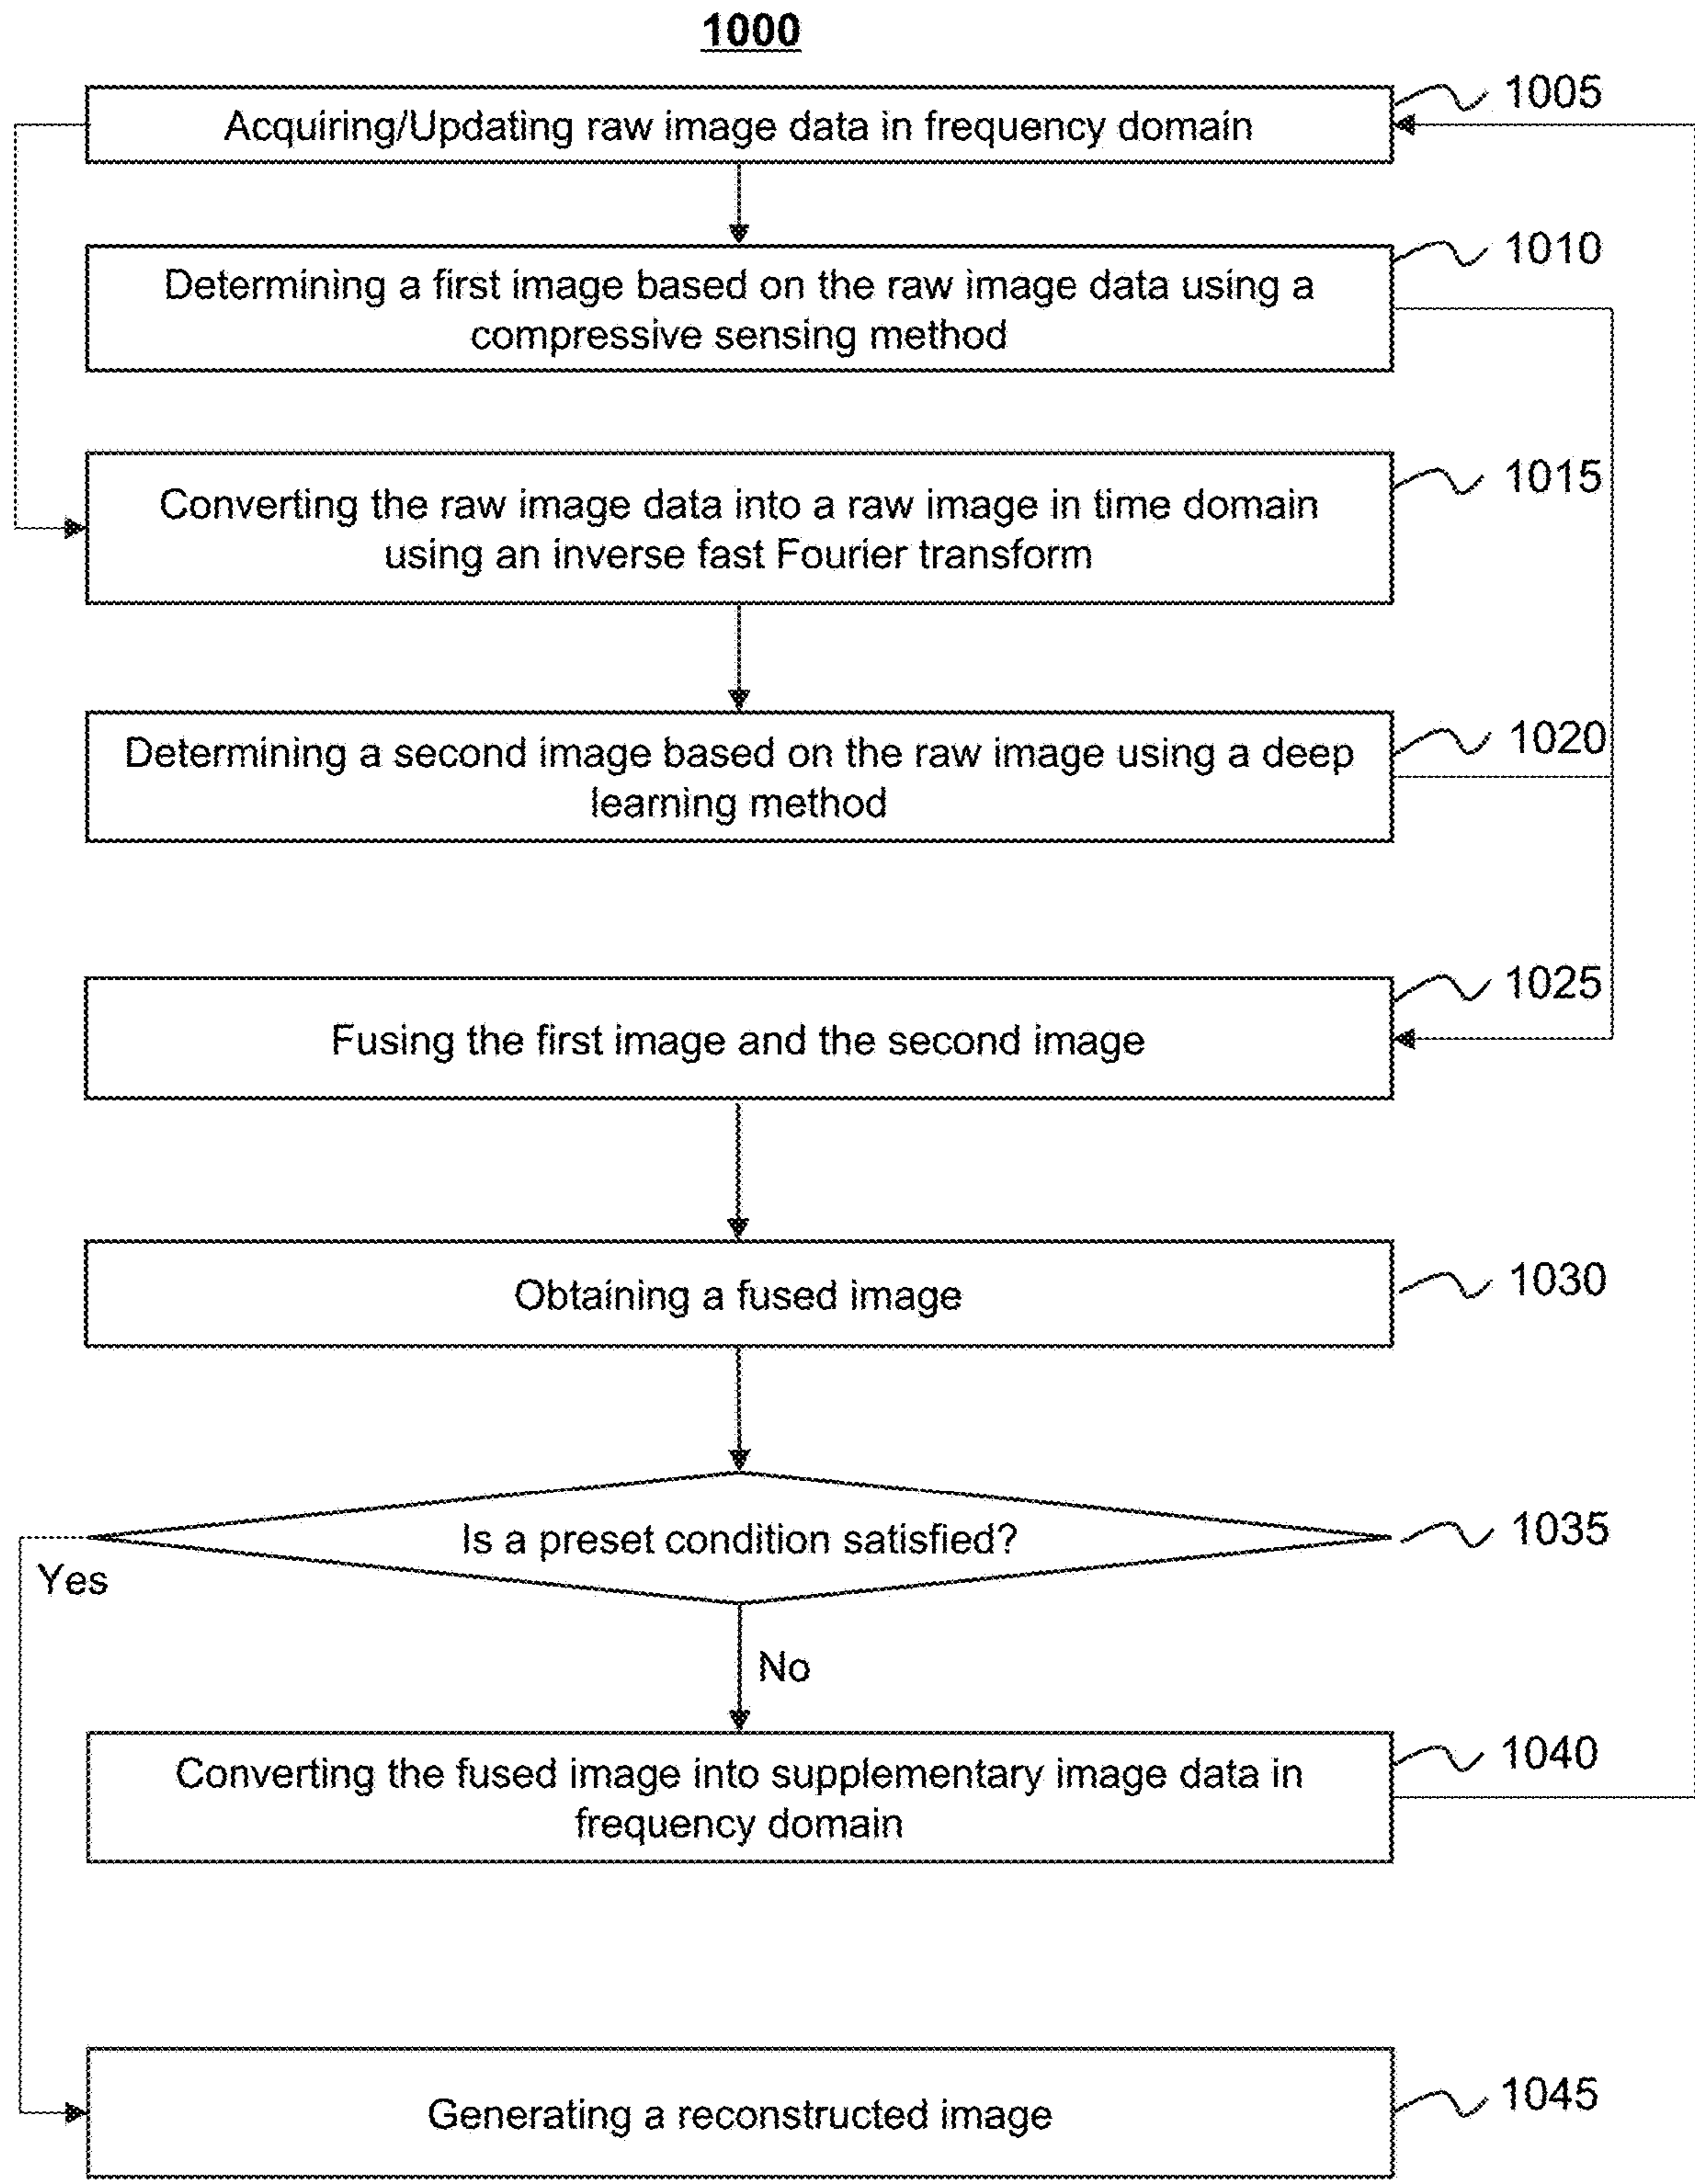 1000
Acquiring/Updating raw image data in frequency domain
1005
Determining a first image based on the raw image data using a
compressive sensing method
1010
Converting the raw image data into a raw image in time domain
using an inverse fast Fourier transform
1015
Determining a second image based on the raw image using a deep
learning method
1020
Fusing the first image and the second image
1025
Obtaining a fused image
1030
Is a preset condition satisfied?
1035
Yes
No
Converting the fused image into supplementary image data in
frequency domain
1040
Generating a reconstructed image
1045